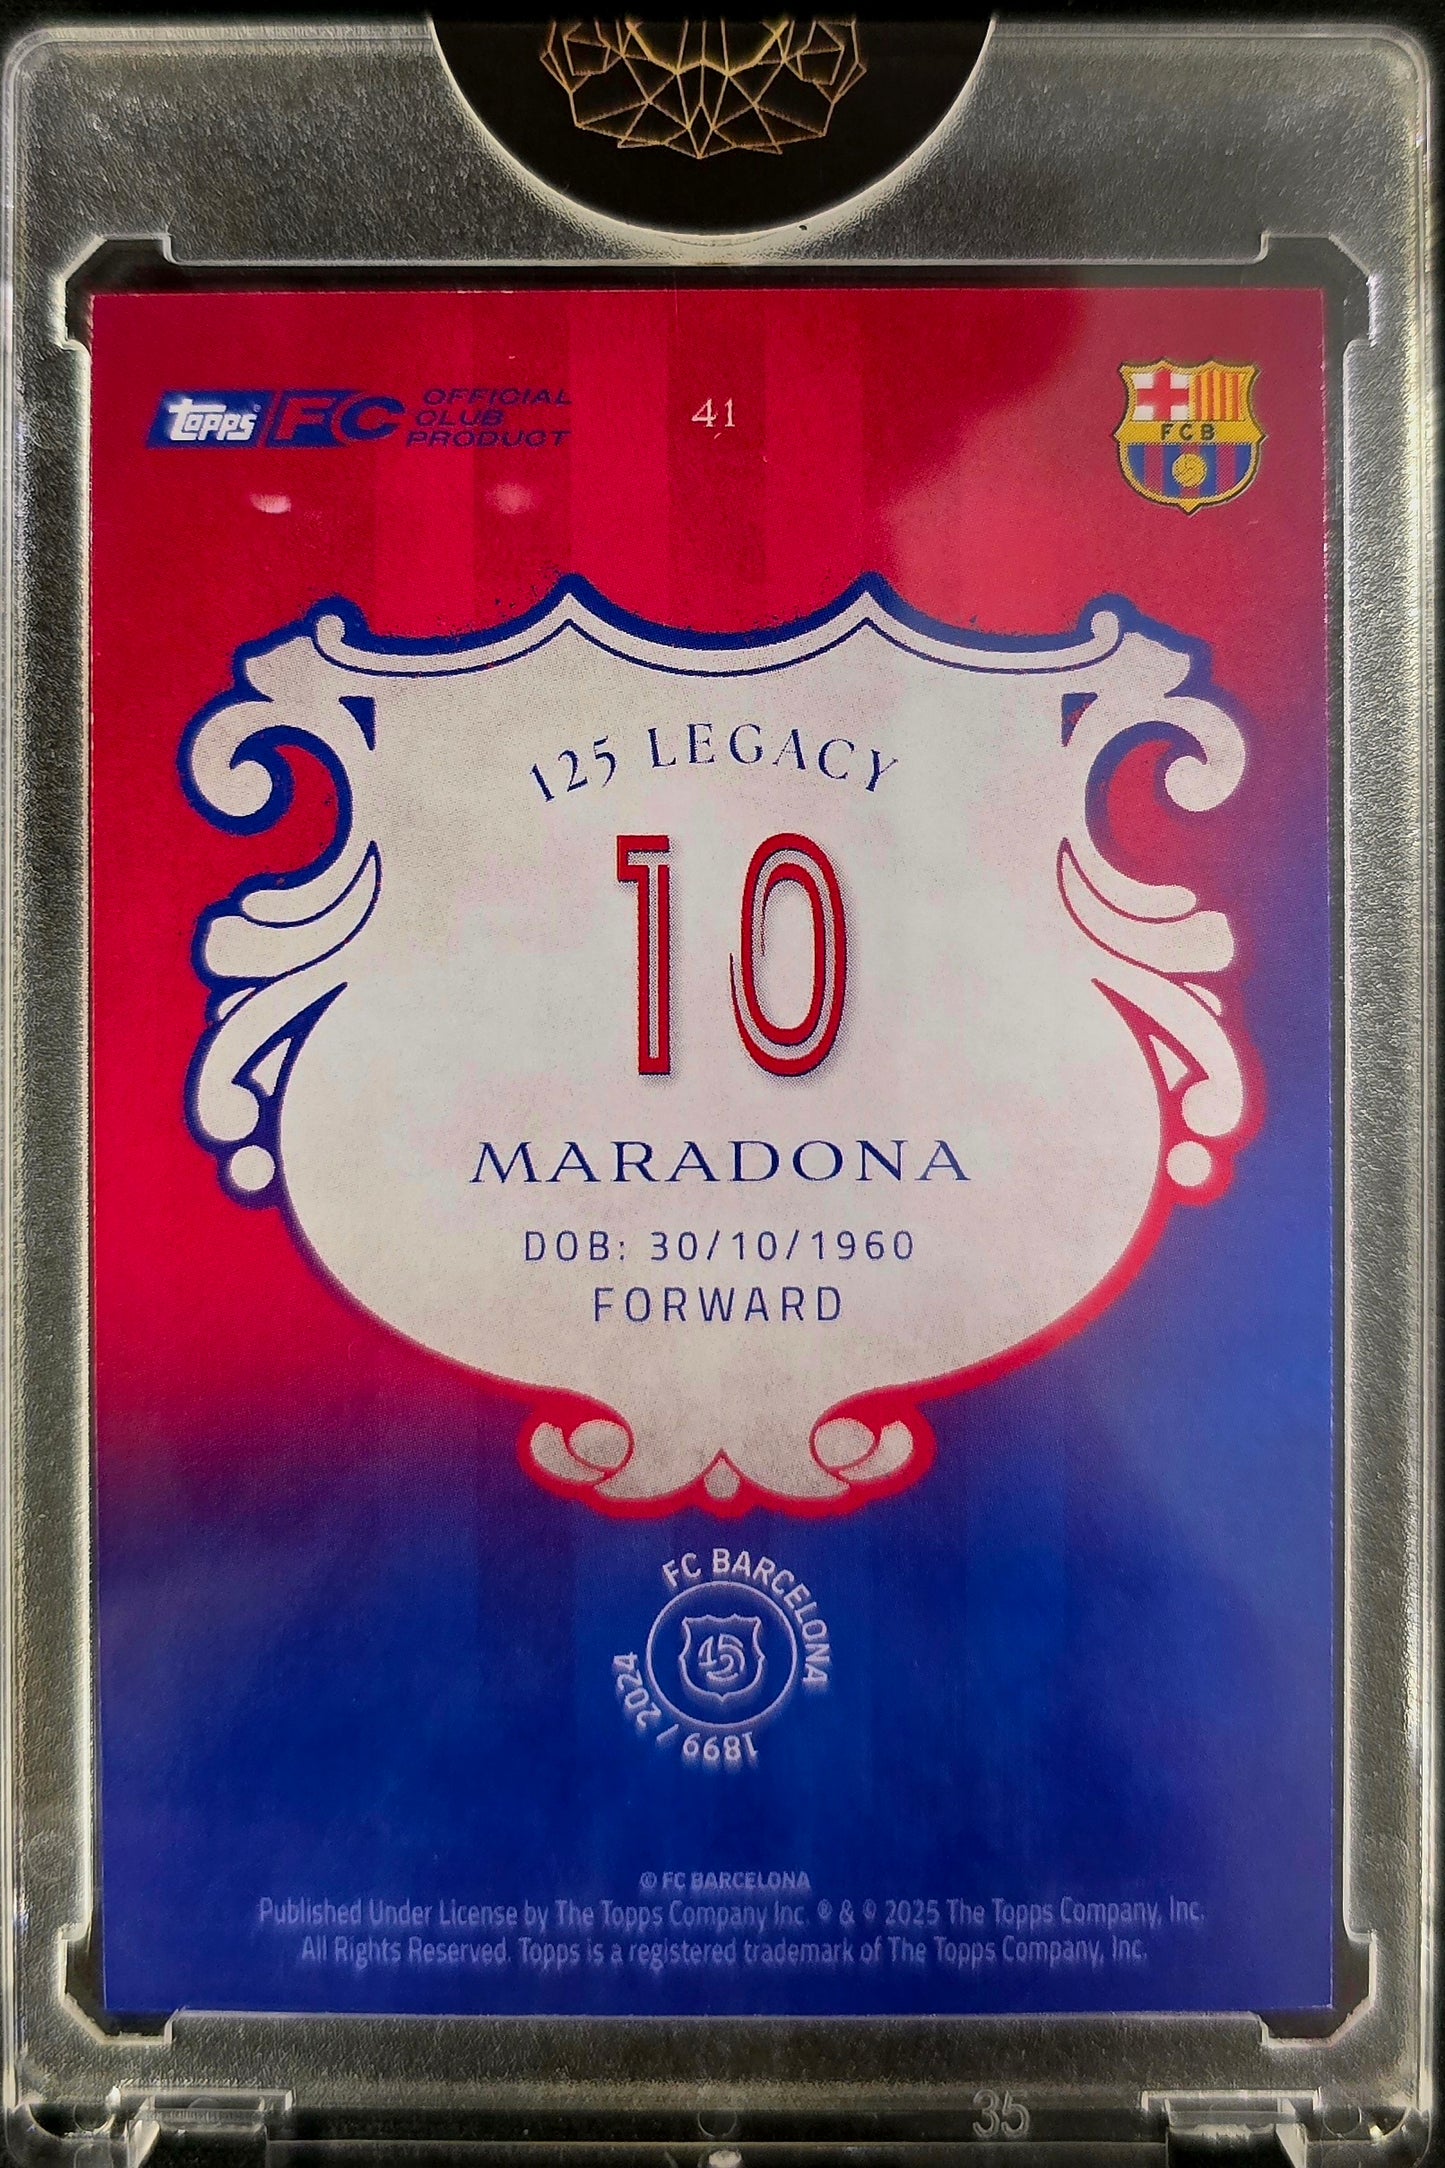 topps FC OFFICIAL
CLUB
PRODUCT
41
FCB
125 LEGACY
10
MARADONA
DOB: 30/10/1960
FORWARD
FC BARCELONA
125
1899 / 2024
© FC BARCELONA
Published Under License by The Topps Company Inc. ® & © 2025 The Topps Company, Inc.
All Rights Reserved. Topps is a registered trademark of The Topps Company, Inc.
35